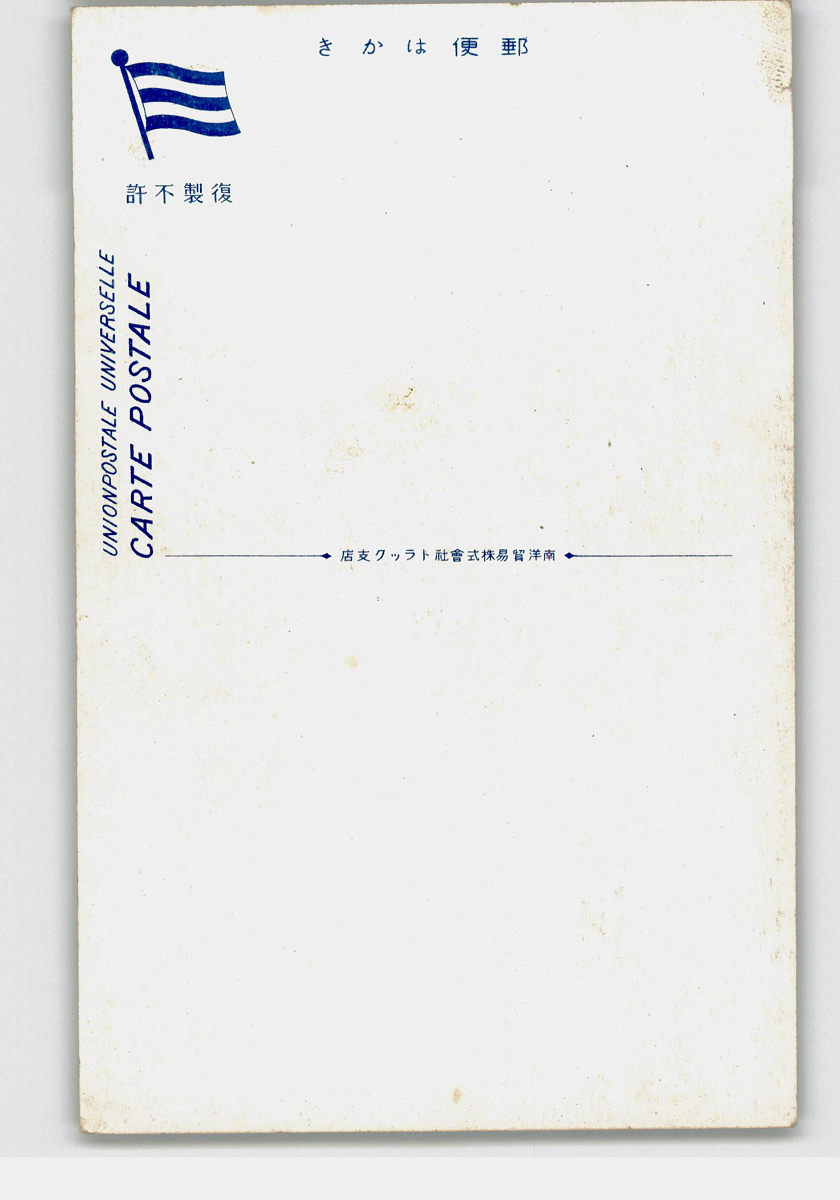 郵便はかき
復製不許
UNIONPOSTALE UNIVERSELLE
CARTE POSTALE
南洋貿易株式會社トラック支店